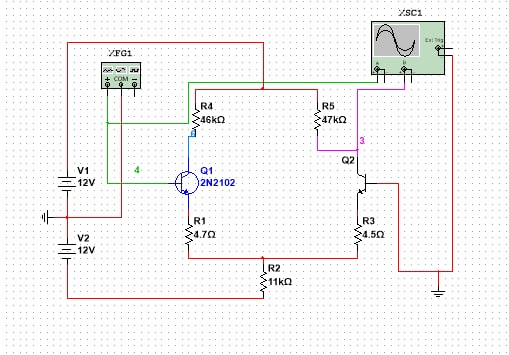 XSC1
Ext Trig
XFG1
+ COM −
A B
R4
46kΩ
R5
47kΩ
6
3
Q2
V1
12V
4
Q1
2N2102
V2
12V
R1
4.7Ω
R3
4.5Ω
R2
11kΩ